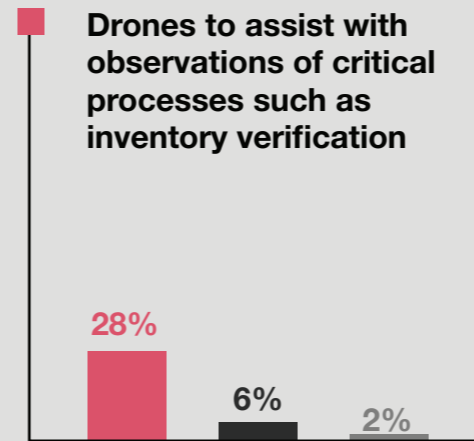 Drones to assist with
observations of critical
processes such as
inventory verification
28%
6%
2%